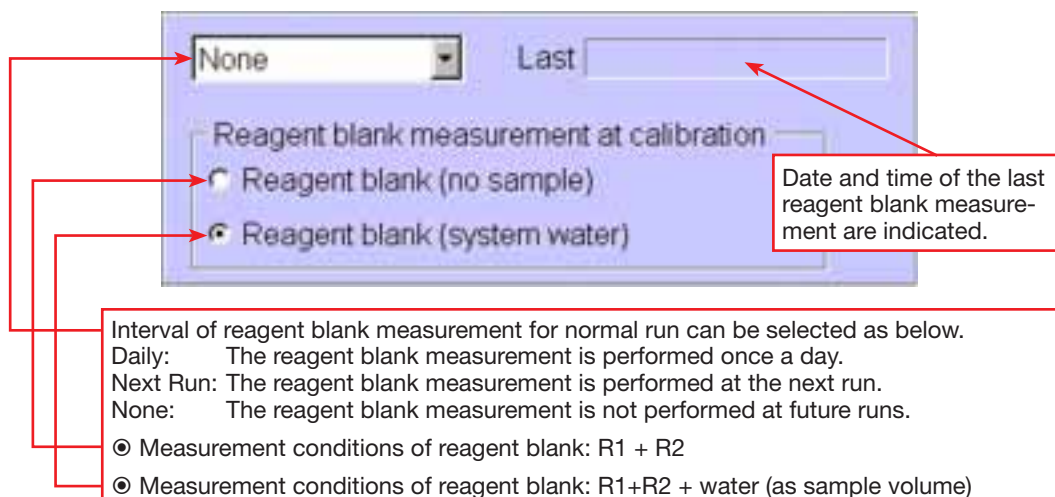 None
Last
Reagent blank measurement at calibration
Reagent blank (no sample)
Reagent blank (system water)
Date and time of the last
reagent blank measure-
ment are indicated.
Interval of reagent blank measurement for normal run can be selected as below.
Daily: The reagent blank measurement is performed once a day.
Next Run: The reagent blank measurement is performed at the next run.
None: The reagent blank measurement is not performed at future runs.
Measurement conditions of reagent blank: R1 + R2
Measurement conditions of reagent blank: R1+R2 + water (as sample volume)